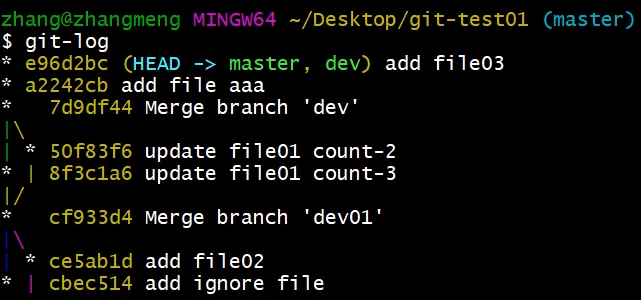 zhang@zhangmeng MINGW64 ~/Desktop/git-test01 (master)
$ git-log
* e96d2bc (HEAD -> master, dev) add file03
* a2242cb add file aaa
*   7d9df44 Merge branch 'dev'
|\
| * 50f83f6 update file01 count-2
* | 8f3c1a6 update file01 count-3
|/
*   cf933d4 Merge branch 'dev01'
|\
| * ce5ab1d add file02
* | cbec514 add ignore file